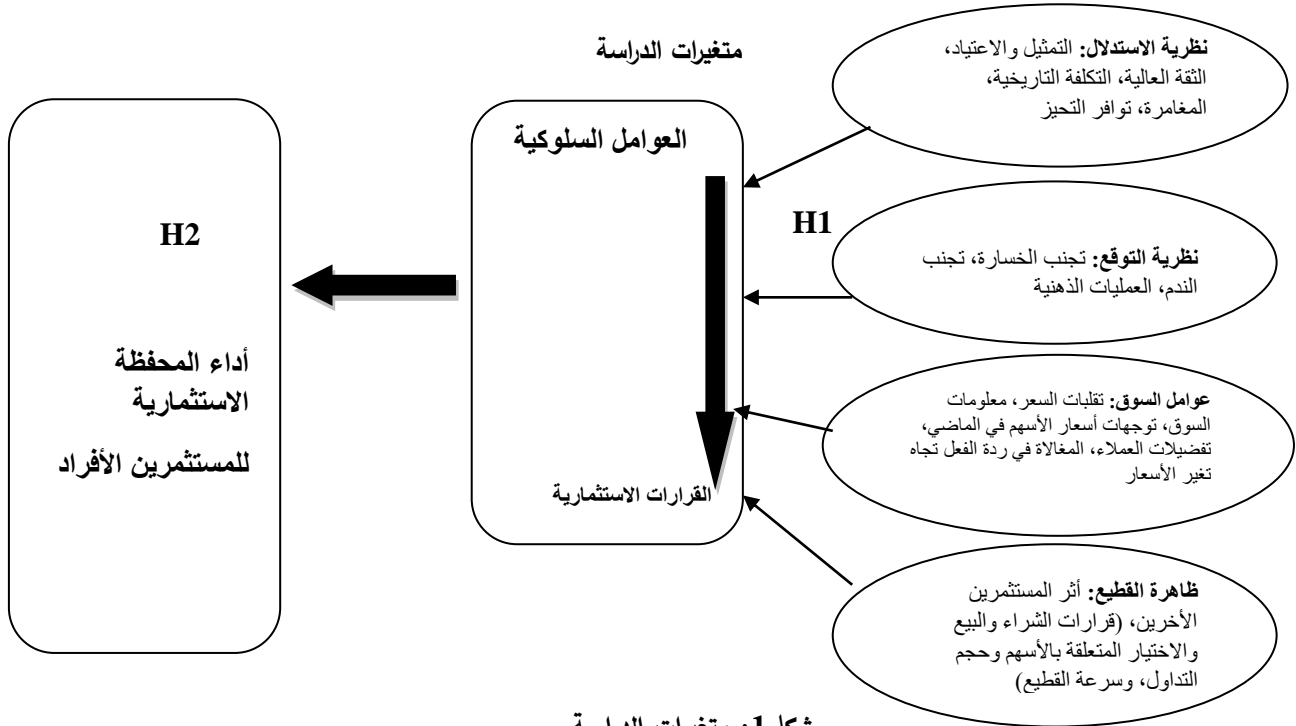 متغيرات الدراسة
نظرية الاستدلال: التمثيل والاعتياد،
الثقة العالية، التكلفة التاريخية،
المغامرة، توافر التحيز
العوامل السلوكية
H1
نظرية التوقع: تجنب الخسارة، تجنب
الندم، العمليات الذهنية
H2
أداء المحفظة
الاستثمارية
للمستثمرين الأفراد
عوامل السوق: تقلبات السعر، معلومات
السوق، توجهات أسعار الأسهم في الماضي،
تفضيلات العملاء، المغالاة في ردة الفعل تجاه
تغير الأسعار
القرارات الاستثمارية
ظاهرة القطيع: أثر المستثمرين
الأخرين، (قرارات الشراء والبيع
والاختيار المتعلقة بالأسهم وحجم
التداول، وسرعة القطيع)